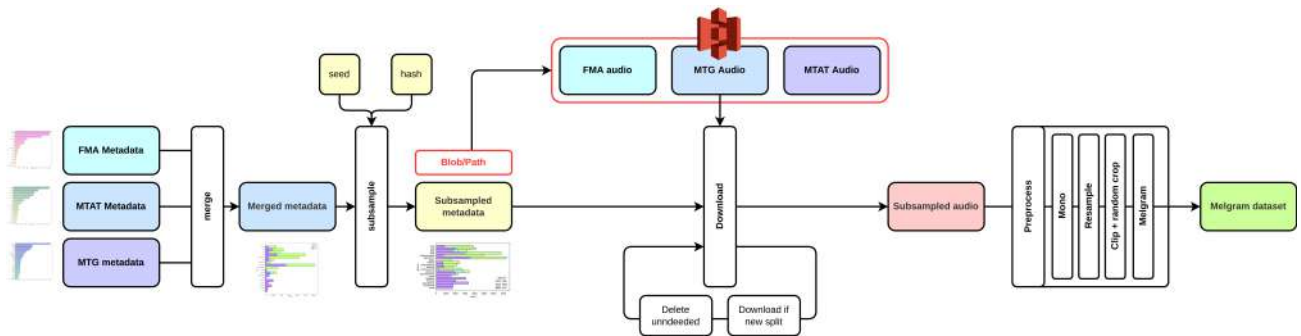 seed
hash
FMA audio
MTG Audio
MTAT Audio
FMA Metadata
MTAT Metadata
MTG metadata
merge
Merged metadata
subsample
Blob/Path
Subsampled
metadata
Download
Delete
unndeeded
Download if
new split
Subsampled audio
Preprocess
Mono
Resample
Clip + random crop
Melgram
Melgram dataset